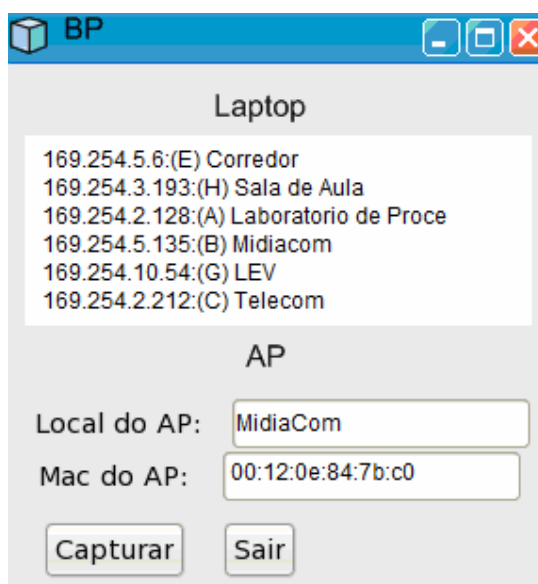 BP
Laptop
169.254.5.6:(E) Corredor
169.254.3.193:(H) Sala de Aula
169.254.2.128:(A) Laboratorio de Proce
169.254.5.135:(B) Midiacom
169.254.10.54:(G) LEV
169.254.2.212:(C) Telecom
AP
Local do AP: MidiaCom
Mac do AP: 00:12:0e:84:7b:c0
Capturar Sair